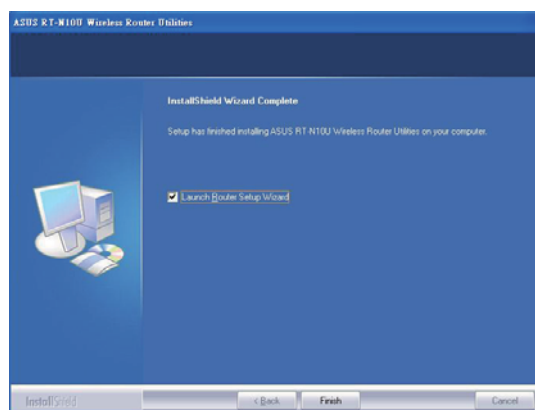 ASUS RT-N10U Wireless Router Utilities
InstallShield Wizard Complete
Setup has finished installing ASUS RT-N10U Wireless Router Utilities on your computer.
Launch Router Setup Wizard
InstallShield
< Back
Finish
Cancel